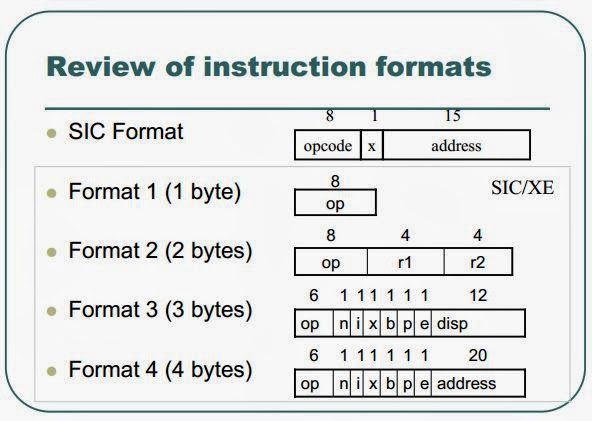 Review of instruction formats
8 1 15
SIC Format
opcode x address
8
Format 1 (1 byte)
SIC/XE
op
8 4 4
Format 2 (2 bytes)
op r1 r2
6 1 1 1 1 1 1 12
Format 3 (3 bytes)
op n i x b p e disp
6 1 1 1 1 1 1 20
Format 4 (4 bytes)
op n i x b p e address